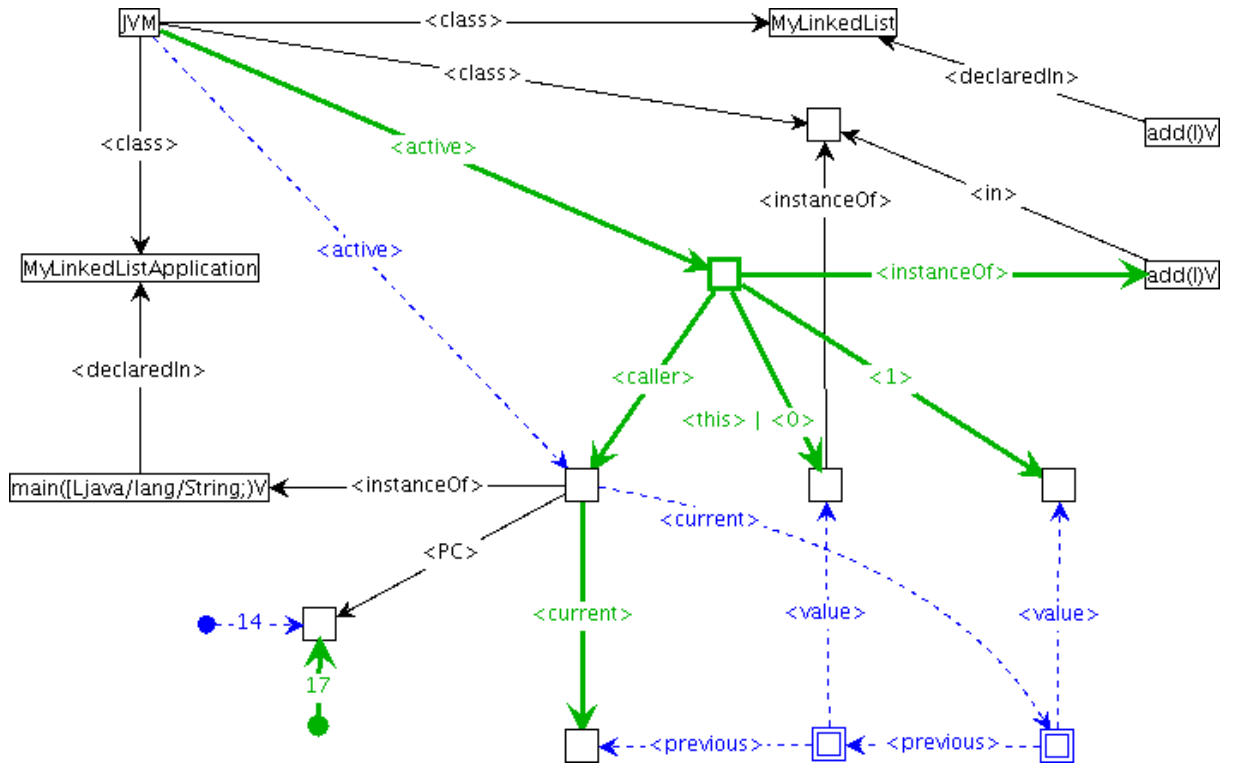 JVM
<class>
MyLinkedList
<class>
<declaredIn>
add(I)V
<class>
<active>
<instanceOf>
<in>
<active>
MyLinkedListApplication
<instanceOf>
add(I)V
<declaredIn>
<caller>
<1>
<this> | <0>
main([Ljava/lang/String;)V
<instanceOf>
<current>
<PC>
14
<current>
<value>
<value>
17
<previous>
<previous>